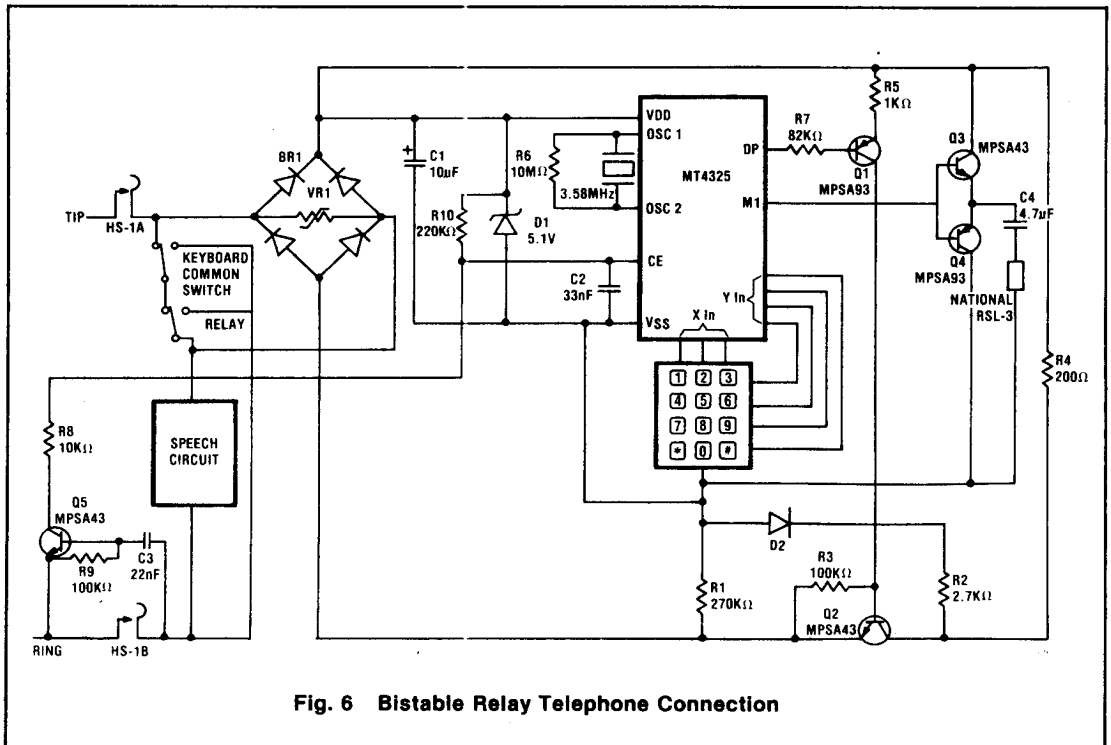 R5
1KΩ
VDD
OSC 1
R7
82KΩ
Q3
MPSA43
BR1
C1
10μF
R6
10MΩ
DP
VR1
3.58MHz
MT4325
Q1
MPSA93
C4
4.7μF
TIP
HS-1A
OSC 2
M1
R10
220KΩ
D1
5.1V
KEYBOARD
COMMON
SWITCH
CE
Q4
MPSA93
C2
33nF
Y In
NATIONAL
RSL-3
RELAY
VSS
X In
1 2 3
4 5 6
7 8 9
* 0 #
R4
200Ω
R8
10KΩ
SPEECH
CIRCUIT
Q5
MPSA43
D2
R9
100KΩ
C3
22nF
R1
270KΩ
R3
100KΩ
R2
2.7KΩ
Q2
MPSA43
RING
HS-1B
Fig. 6 Bistable Relay Telephone Connection